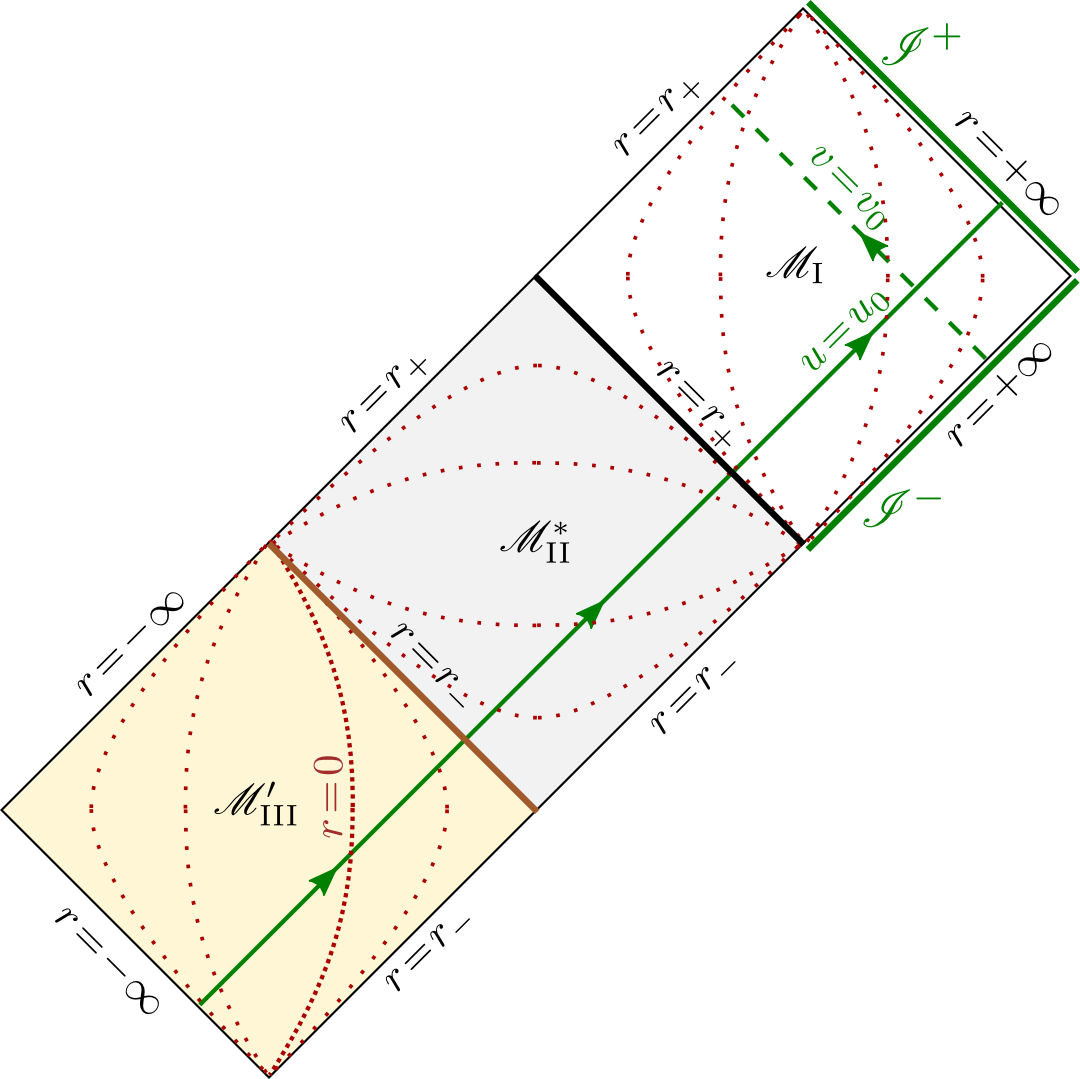 ℐ⁺
r=r₊
r=+∞
v=v₀
ℳ_I
u=u₀
r=r₊
r=r₊
r=+∞
ℐ⁻
ℳ*_II
r=−∞
r=r₋
r=r₋
r=0
ℳ′_III
r=−∞
r=r₋